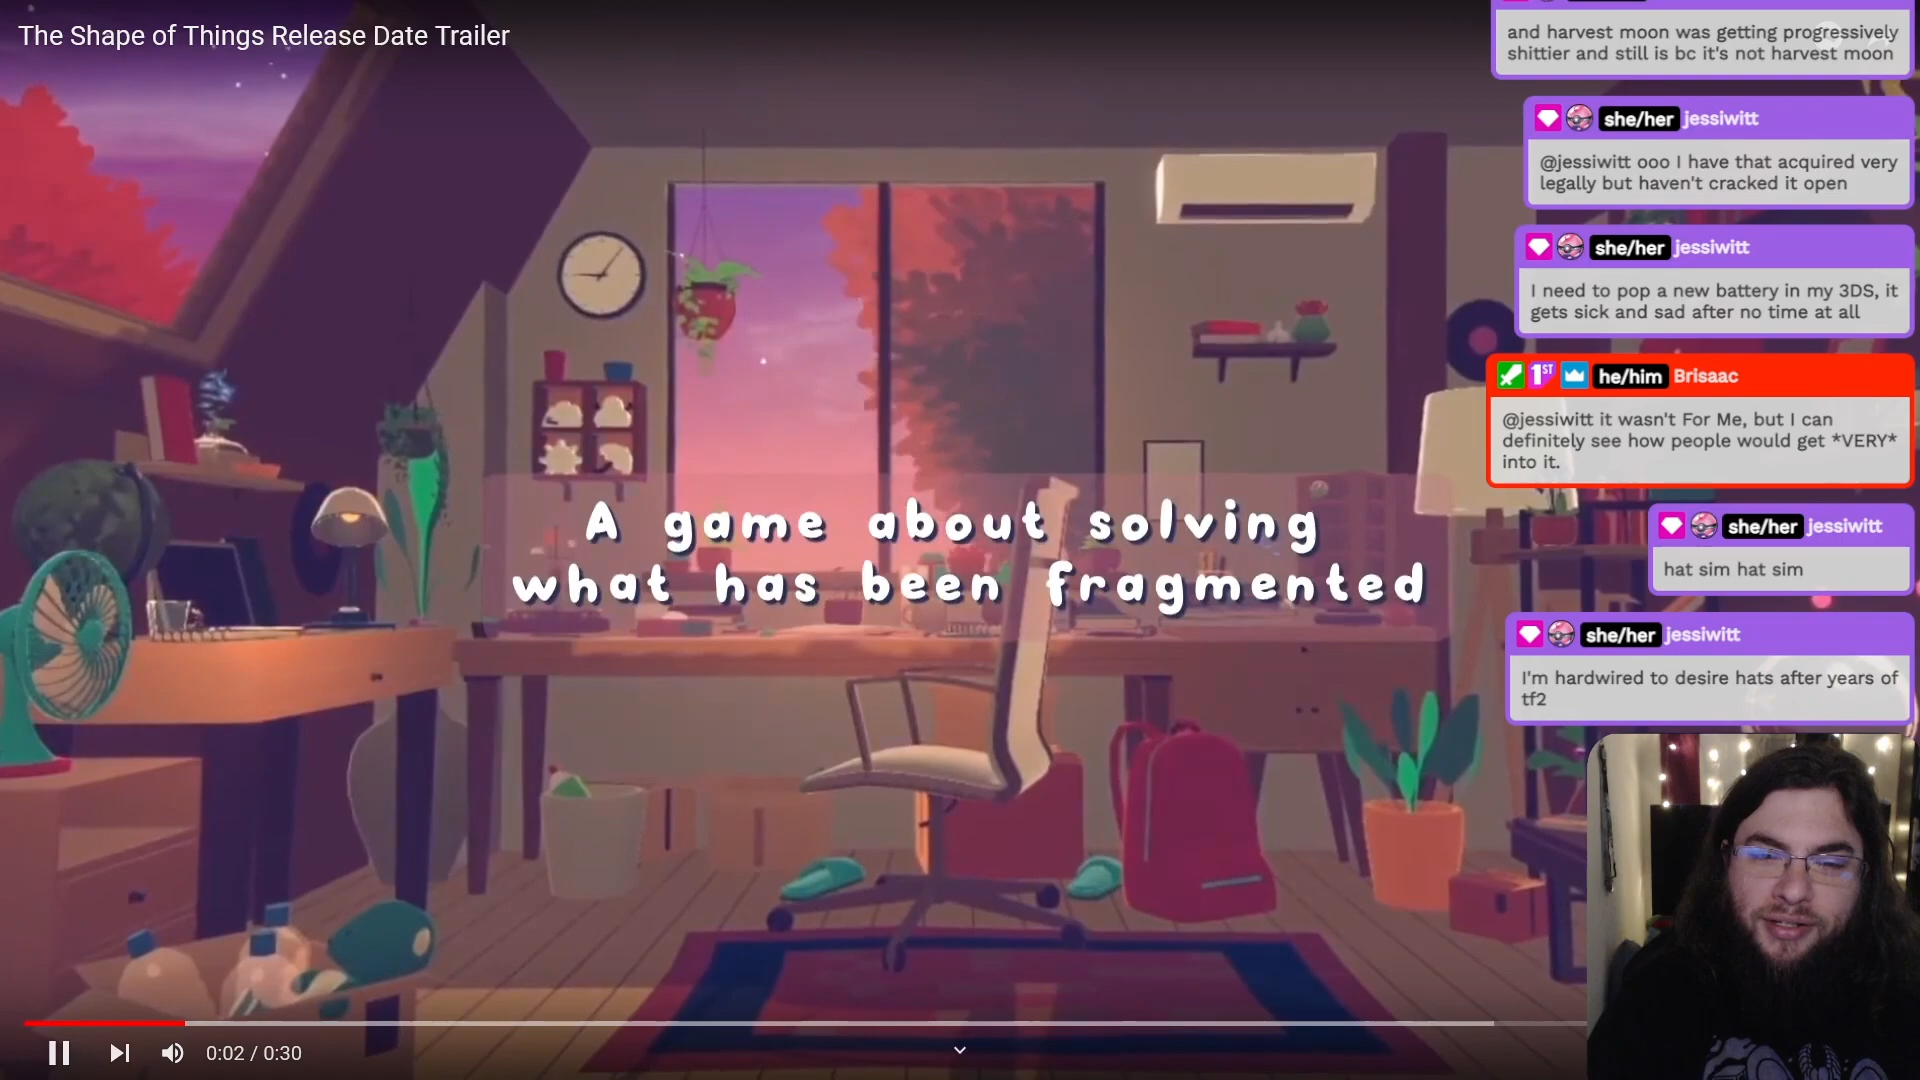 The Shape of Things Release Date Trailer
and harvest moon was getting progressively
shittier and still is bc it's not harvest moon
she/her jessiwitt
@jessiwitt ooo I have that acquired very
legally but haven't cracked it open
she/her jessiwitt
I need to pop a new battery in my 3DS, it
gets sick and sad after no time at all
1ST he/him Brisaac
@jessiwitt it wasn't For Me, but I can
definitely see how people would get *VERY*
into it.
she/her jessiwitt
hat sim hat sim
she/her jessiwitt
I'm hardwired to desire hats after years of
tf2
A game about solving
what has been fragmented
0:02 / 0:30